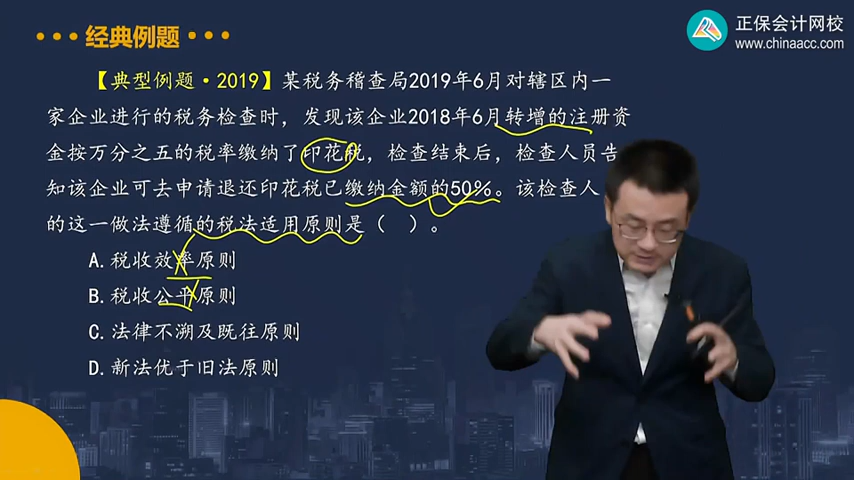 经典例题
正保会计网校
www.chinaacc.com
【典型例题·2019】某税务稽查局2019年6月对辖区内一
家企业进行的税务检查时，发现该企业2018年6月转增的注册资
金按万分之五的税率缴纳了印花税，检查结束后，检查人员告
知该企业可去申请退还印花税已缴纳金额的50%。该检查人
的这一做法遵循的税法适用原则是（ ）。
A.税收效率原则
B.税收公平原则
C.法律不溯及既往原则
D.新法优于旧法原则